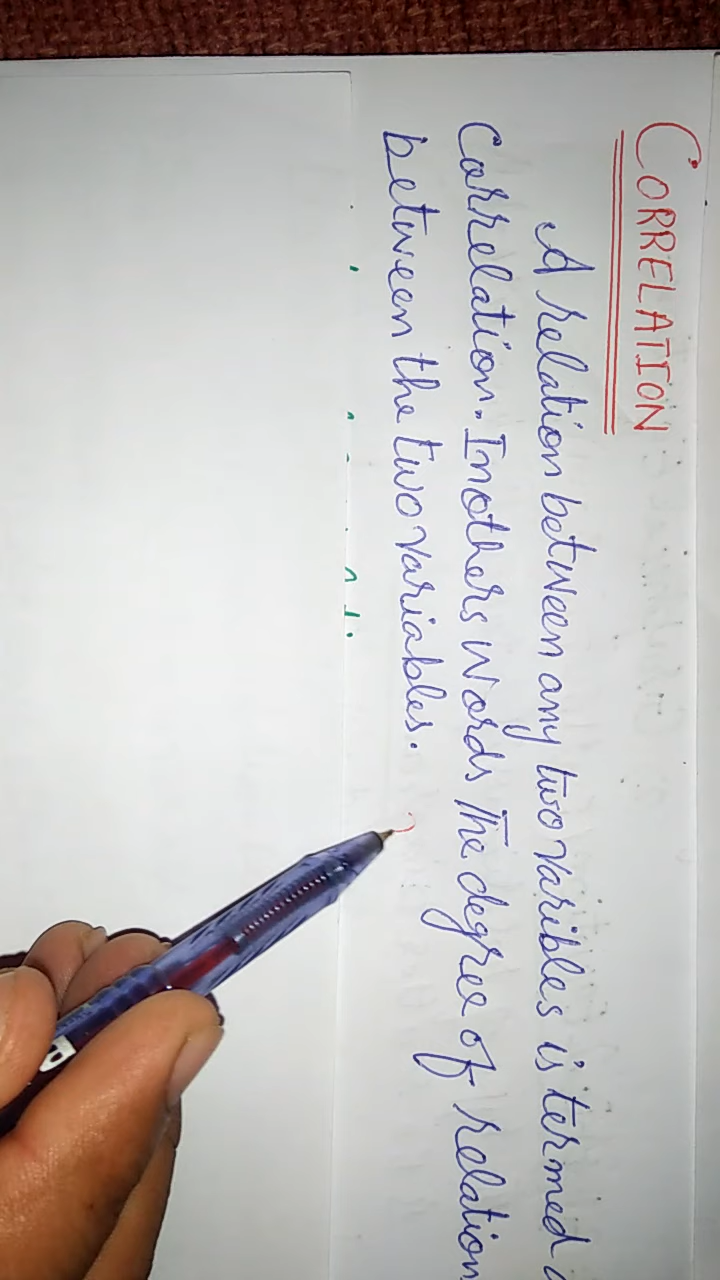 CORRELATION
A relation between any two varibles is termed
Correlation. In others words The degree of relation
between the two variables.